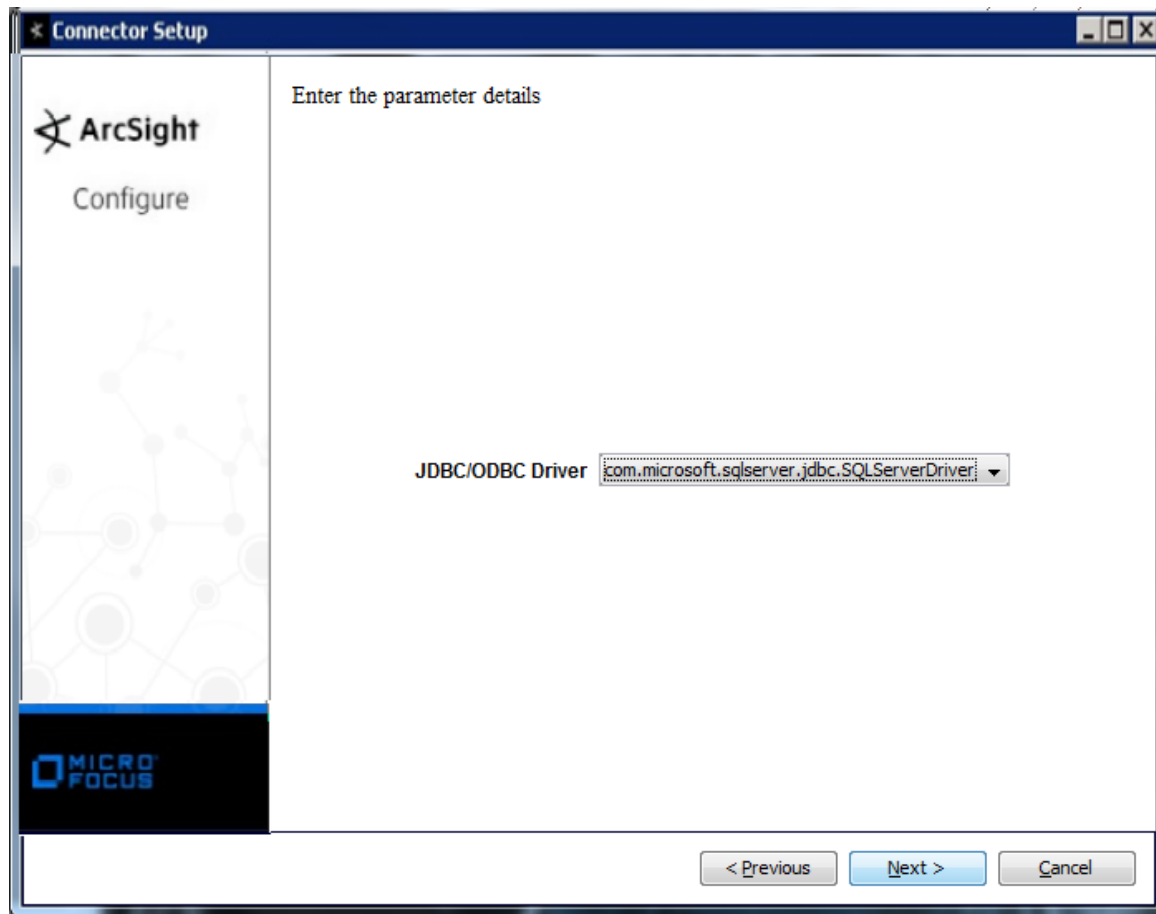 Connector Setup
ArcSight
Configure
Enter the parameter details
JDBC/ODBC Driver com.microsoft.sqlserver.jdbc.SQLServerDriver
MICRO
FOCUS
< Previous Next > Cancel